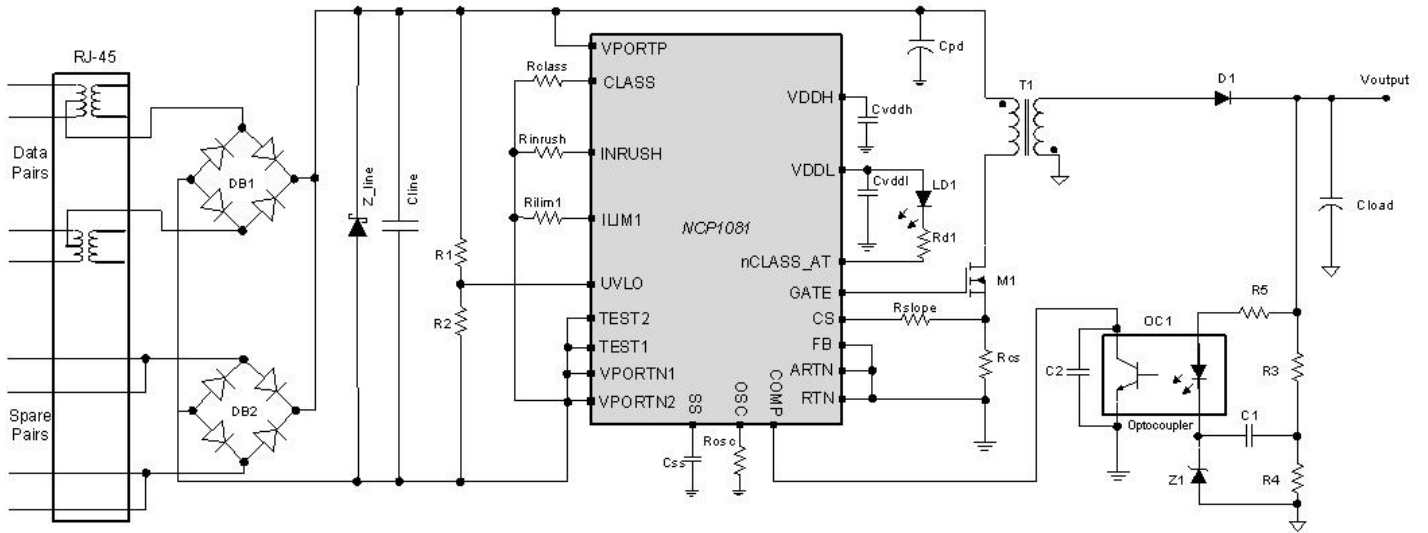 RJ-45
Data
Pairs
Spare
Pairs
DB1
DB2
Z_line
Cline
R1
R2
Rclass
Rinrush
Rilim1
VPORTP
CLASS
INRUSH
ILIM1
UVLO
TEST2
TEST1
VPORTN1
VPORTN2
NCP1081
VDDH
VDDL
nCLASS_AT
GATE
CS
FB
ARTN
RTN
SS
OSC
COMP
Css
Rosc
Cpd
Cvddh
Cvddl
LD1
Rd1
Rslope
M1
Rcs
T1
D1
Voutput
Cload
R5
OC1
C2
Optocoupler
C1
R3
Z1
R4